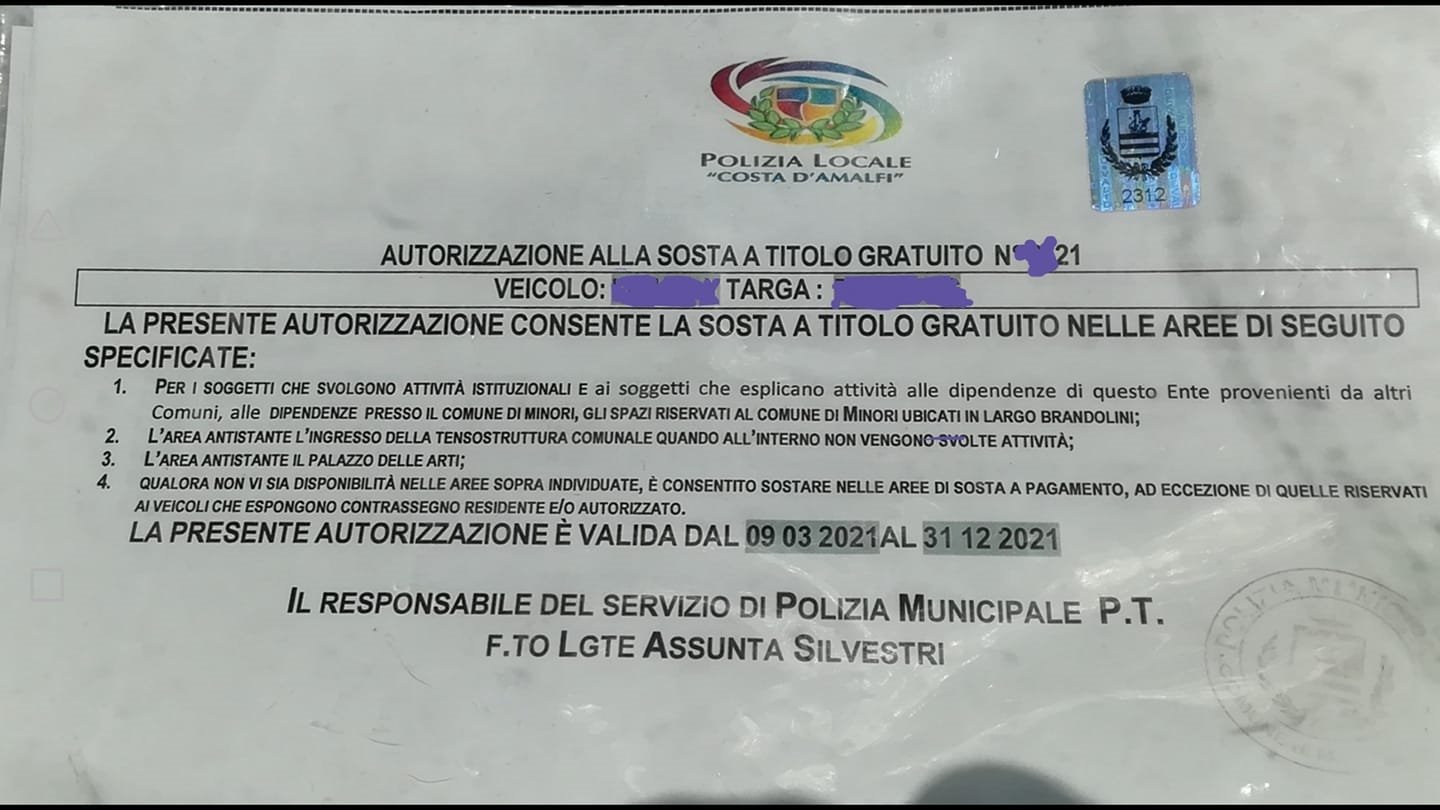 POLIZIA LOCALE
"COSTA D'AMALFI"
2312
AUTORIZZAZIONE ALLA SOSTA A TITOLO GRATUITO N° 21
VEICOLO: TARGA :
LA PRESENTE AUTORIZZAZIONE CONSENTE LA SOSTA A TITOLO GRATUITO NELLE AREE DI SEGUITO
SPECIFICATE:
1. PER I SOGGETTI CHE SVOLGONO ATTIVITÀ ISTITUZIONALI E ai soggetti che esplicano attività alle dipendenze di questo Ente provenienti da altri
Comuni, alle DIPENDENZE PRESSO IL COMUNE DI MINORI, GLI SPAZI RISERVATI AL COMUNE DI MINORI UBICATI IN LARGO BRANDOLINI;
2. L'AREA ANTISTANTE L'INGRESSO DELLA TENSOSTRUTTURA COMUNALE QUANDO ALL'INTERNO NON VENGONO SVOLTE ATTIVITÀ;
3. L'AREA ANTISTANTE IL PALAZZO DELLE ARTI;
4. QUALORA NON VI SIA DISPONIBILITÀ NELLE AREE SOPRA INDIVIDUATE, È CONSENTITO SOSTARE NELLE AREE DI SOSTA A PAGAMENTO, AD ECCEZIONE DI QUELLE RISERVATI
AI VEICOLI CHE ESPONGONO CONTRASSEGNO RESIDENTE E/O AUTORIZZATO.
LA PRESENTE AUTORIZZAZIONE È VALIDA DAL 09 03 2021 AL 31 12 2021
IL RESPONSABILE DEL SERVIZIO DI POLIZIA MUNICIPALE P.T.
F.TO LGTE ASSUNTA SILVESTRI